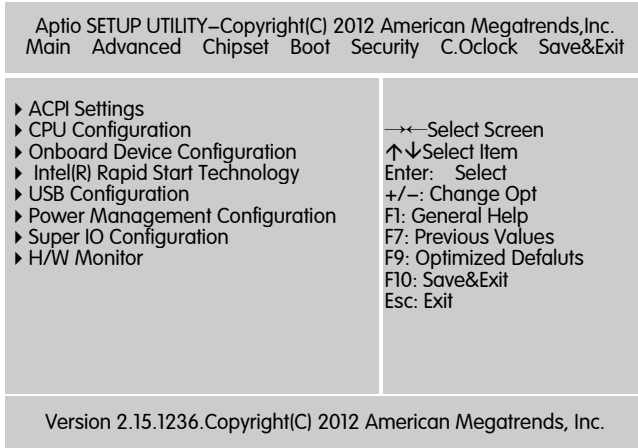 Aptio SETUP UTILITY–Copyright(C) 2012 American Megatrends,Inc.
Main Advanced Chipset Boot Security C.Oclock Save&Exit
ACPI Settings
CPU Configuration
Onboard Device Configuration
Intel(R) Rapid Start Technology
USB Configuration
Power Management Configuration
Super IO Configuration
H/W Monitor
→←Select Screen
↑↓Select Item
Enter: Select
+/–: Change Opt
F1: General Help
F7: Previous Values
F9: Optimized Defaluts
F10: Save&Exit
Esc: Exit
Version 2.15.1236.Copyright(C) 2012 American Megatrends, Inc.